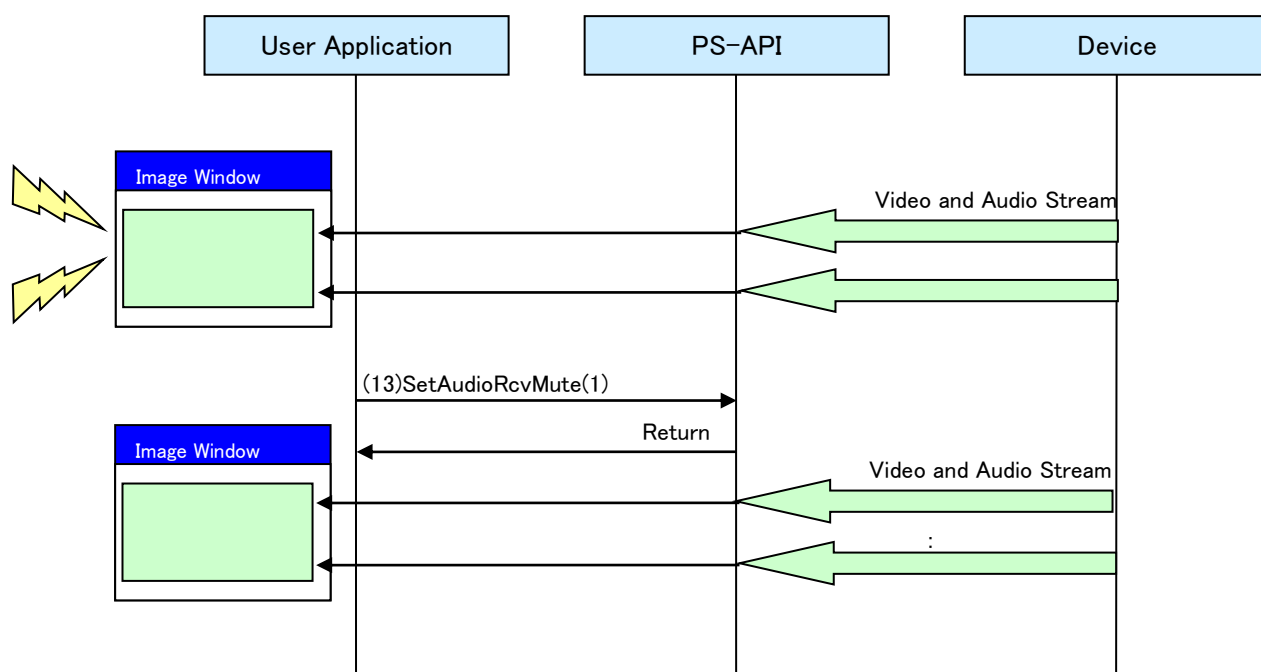 User Application
PS-API
Device
Image Window
Video and Audio Stream
(13)SetAudioRcvMute(1)
Return
Image Window
Video and Audio Stream
: